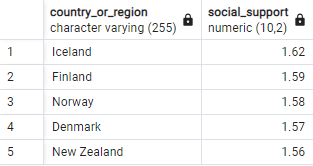 country_or_region social_support
character varying (255) numeric (10,2)
1 Iceland 1.62
2 Finland 1.59
3 Norway 1.58
4 Denmark 1.57
5 New Zealand 1.56